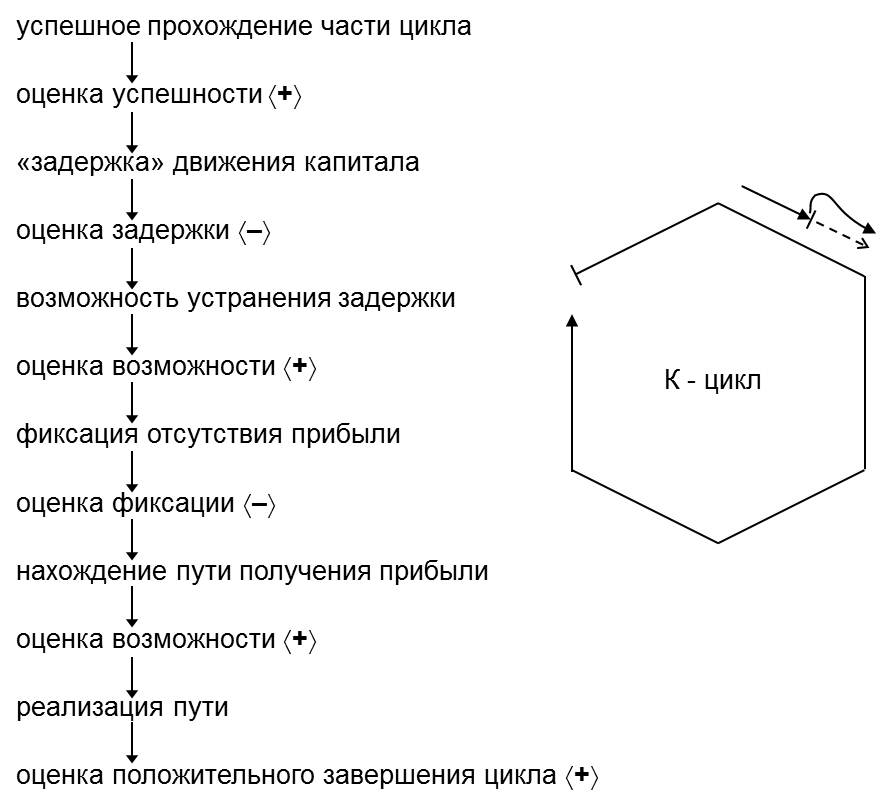 успешное прохождение части цикла
оценка успешности ⟨+⟩
«задержка» движения капитала
оценка задержки ⟨–⟩
возможность устранения задержки
оценка возможности ⟨+⟩
фиксация отсутствия прибыли
оценка фиксации ⟨–⟩
нахождение пути получения прибыли
оценка возможности ⟨+⟩
реализация пути
оценка положительного завершения цикла ⟨+⟩
К - цикл